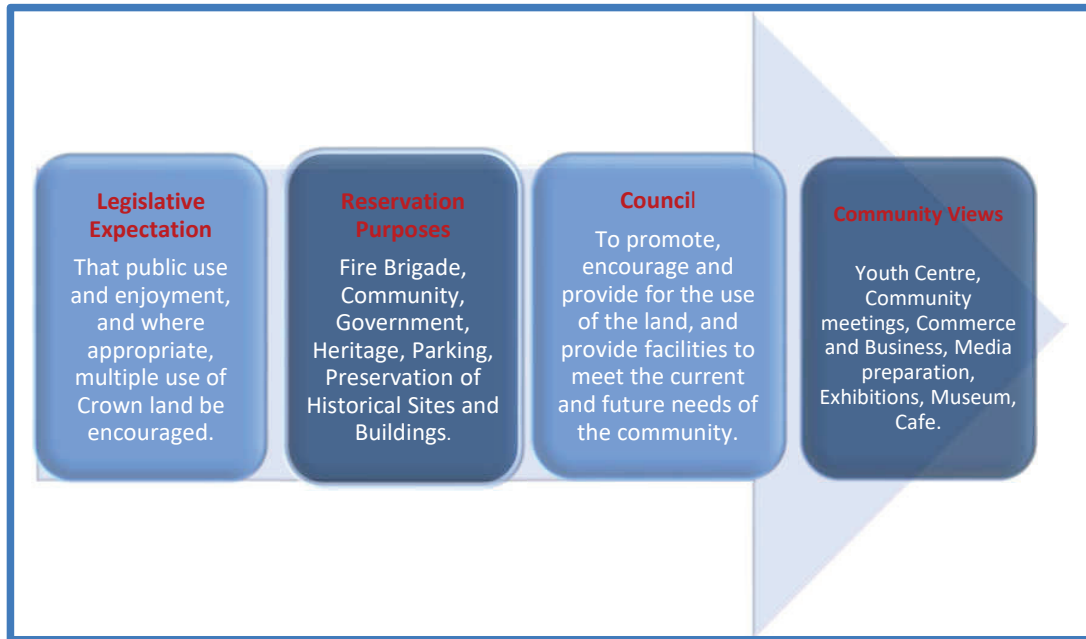 Legislative
Expectation
That public use
and enjoyment,
and where
appropriate,
multiple use of
Crown land be
encouraged.
Reservation
Purposes
Fire Brigade,
Community,
Government,
Heritage, Parking,
Preservation of
Historical Sites and
Buildings.
Council
To promote,
encourage and
provide for the use
of the land, and
provide facilities to
meet the current
and future needs of
the community.
Community Views
Youth Centre,
Community
meetings, Commerce
and Business, Media
preparation,
Exhibitions, Museum,
Cafe.